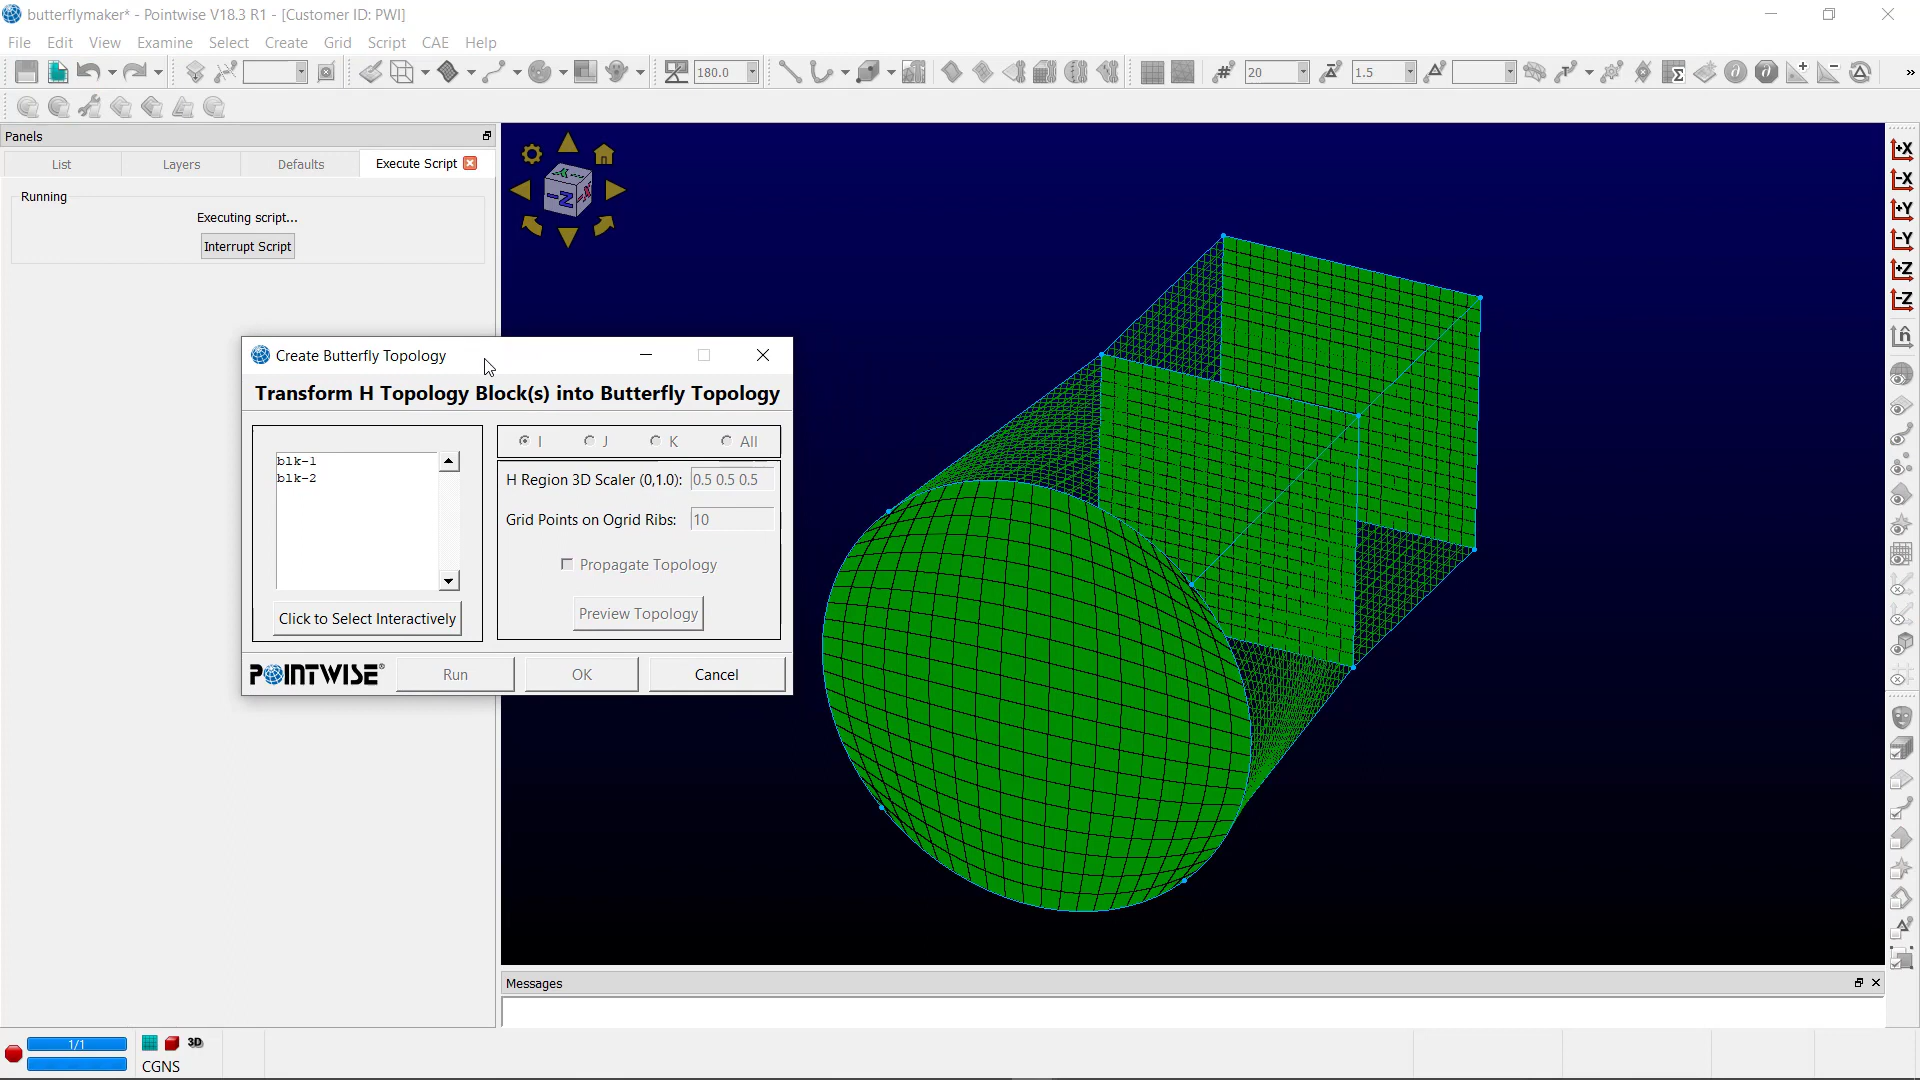 butterflymaker* - Pointwise V18.3 R1 - [Customer ID: PWI]
File Edit View Examine Select Create Grid Script CAE Help
180.0 20 1.5 »
Panels
List Layers Defaults Execute Script
Running
Executing script...
Interrupt Script
-Z -X
Create Butterfly Topology
Transform H Topology Block(s) into Butterfly Topology
blk-1
blk-2
Click to Select Interactively
I J K All
H Region 3D Scaler (0,1.0): 0.5 0.5 0.5
Grid Points on Ogrid Ribs: 10
Propagate Topology
Preview Topology
POINTWISE® Run OK Cancel
+X
-X
+Y
-Y
+Z
-Z
n
Messages
1/1 3D
CGNS